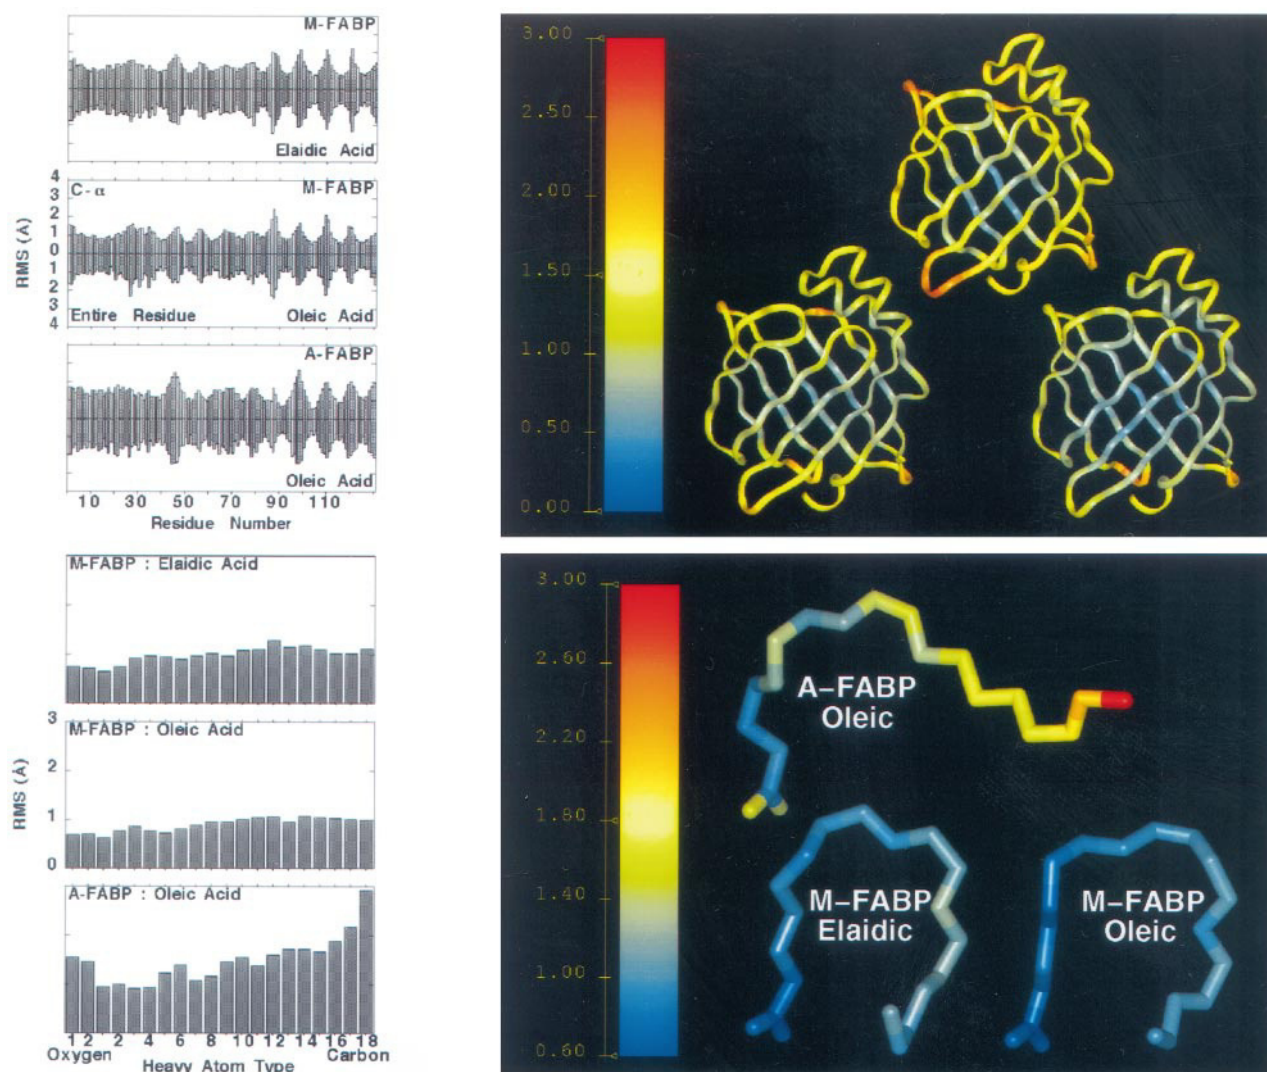 M-FABP
Elaidic Acid
C-α
M-FABP
4
3
2
1
0
1
2
3
4
RMS (Å)
Entire Residue
Oleic Acid
A-FABP
Oleic Acid
10 30 50 70 90 110
Residue Number
M-FABP : Elaidic Acid
M-FABP : Oleic Acid
3
2
1
0
RMS (Å)
A-FABP : Oleic Acid
1 2 2 4 6 8 10 12 14 16 18
Oxygen
Carbon
Heavy Atom Type
3.00
2.50
2.00
1.50
1.00
0.50
0.00
3.00
2.60
2.20
1.80
1.40
1.00
0.60
A–FABP
Oleic
M–FABP
Elaidic
M–FABP
Oleic